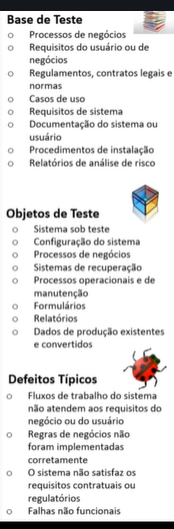 Base de Teste
o Processos de negócios
o Requisitos do usuário ou de
negócios
o Regulamentos, contratos legais e
normas
o Casos de uso
o Requisitos de sistema
o Documentação do sistema ou
usuário
o Procedimentos de instalação
o Relatórios de análise de risco
Objetos de Teste
o Sistema sob teste
o Configuração do sistema
o Processos de negócios
o Sistemas de recuperação
o Processos operacionais e de
manutenção
o Formulários
o Relatórios
o Dados de produção existentes
e convertidos
Defeitos Típicos
o Fluxos de trabalho do sistema
não atendem aos requisitos do
negócio ou do usuário
o Regras de negócios não
foram implementadas
corretamente
o O sistema não satisfaz os
requisitos contratuais ou
regulatórios
o Falhas não funcionais